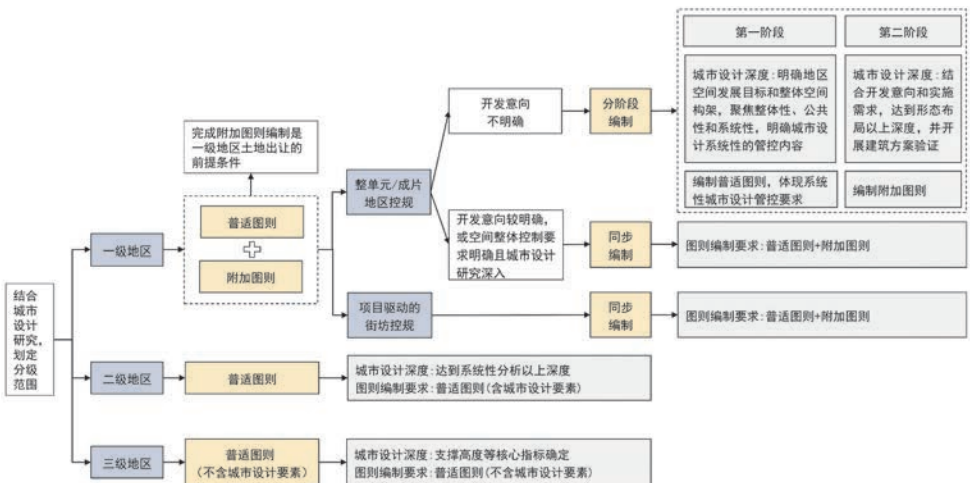 结合
城市
设计
研究，
划定
分级
范围
一级地区
二级地区
三级地区
完成附加图则编制是
一级地区土地出让的
前提条件
普适图则
附加图则
整单元/成片
地区控规
项目驱动的
街坊控规
开发意向
不明确
开发意向较明确，
或空间整体控制要
求明确且城市设计
研究深入
分阶段
编制
同步
编制
同步
编制
第一阶段
城市设计深度：明确地区
空间发展目标和整体空间
构架，聚焦整体性、公共
性和系统性，明确城市设
计系统性的管控内容
编制普适图则，体现系统
性城市设计管控要求
第二阶段
城市设计深度：结
合开发意向和实施
需求，达到形态布
局以上深度，并开
展建筑方案验证
编制附加图则
图则编制要求：普适图则+附加图则
图则编制要求：普适图则+附加图则
普适图则
城市设计深度：达到系统性分析以上深度
图则编制要求：普适图则(含城市设计要素)
普适图则
(不含城市设计要素)
城市设计深度：支撑高度等核心指标确定
图则编制要求：普适图则(不含城市设计要素)